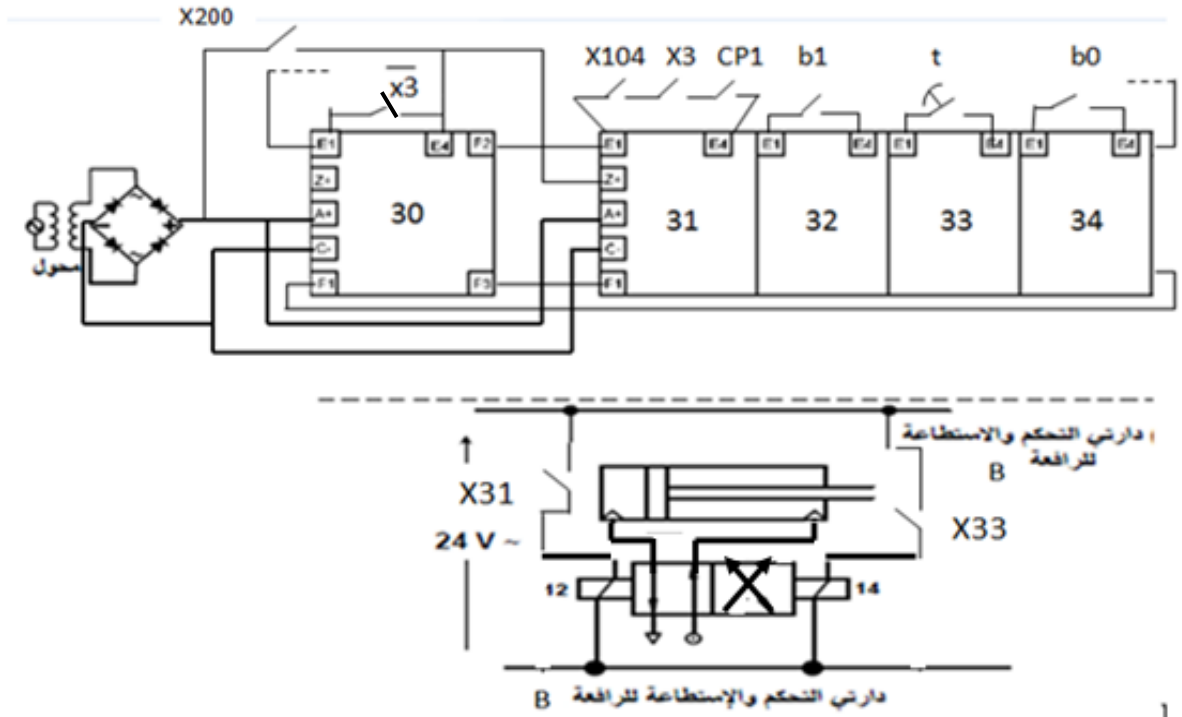 X200
X104 X3 CP1 b1 t b0
x3
E1 E4 F2 E1 E4 E1 E4 E1 E4 E1 E4
Z+ Z+
A+ 30 A+ 31 32 33 34
C- C-
محول
F1 F3 F1
دارتي التحكم والاستطاعة
للرافعة
B
X31
X33
24 V ~
12 14
B دارتي التحكم والإستطاعة للرافعة
1